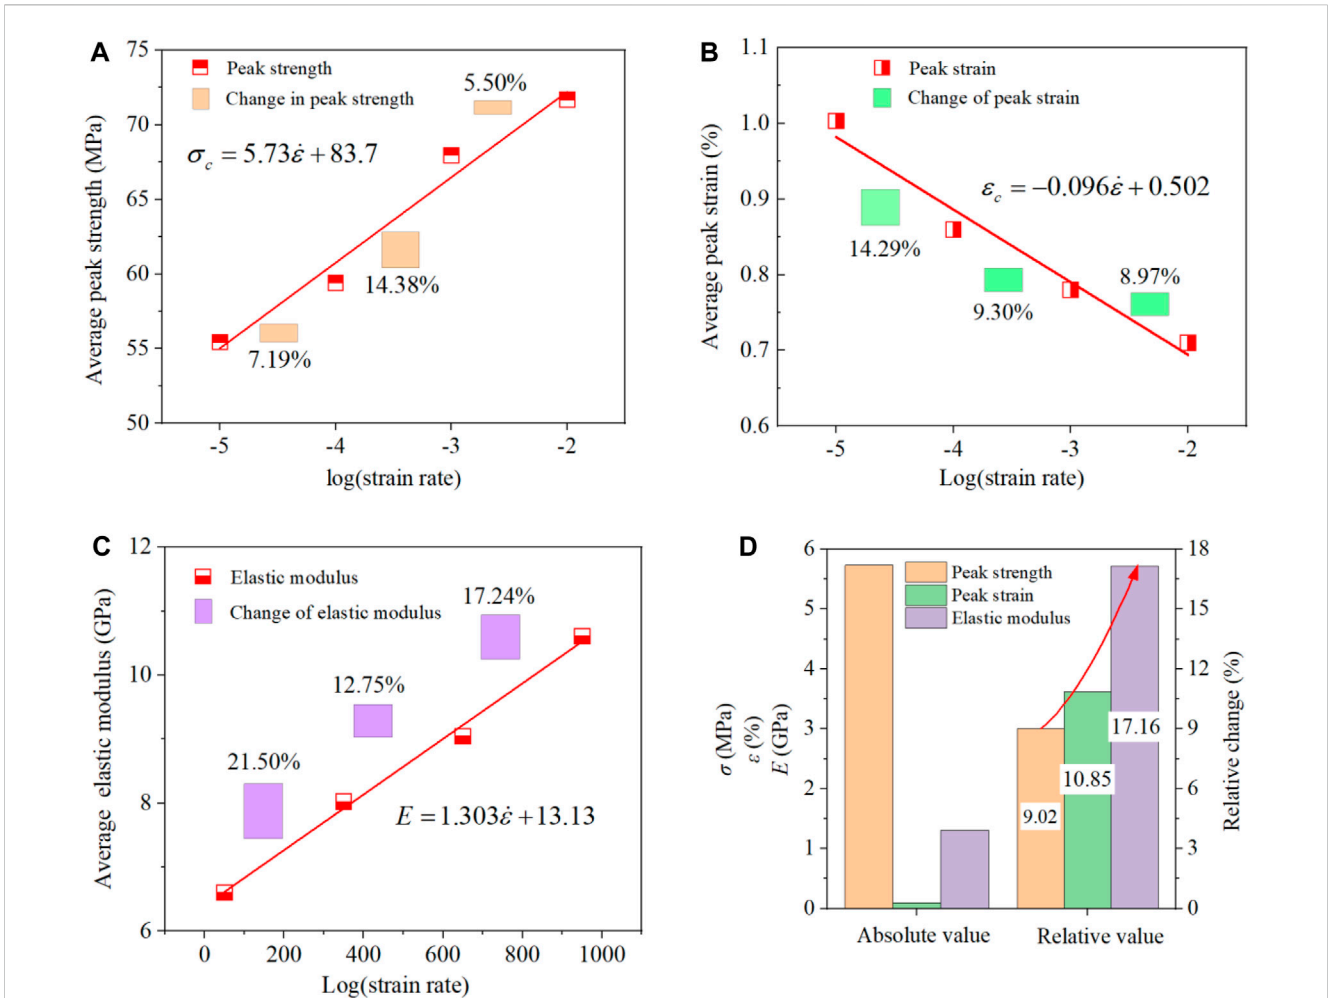 A
75
70
65
60
55
50
Average peak strength (MPa)
Peak strength
Change in peak strength
5.50%
σc = 5.73ε̇ + 83.7
14.38%
7.19%
-5 -4 -3 -2
log(strain rate)
B
1.1
1.0
0.9
0.8
0.7
0.6
Average peak strain (%)
Peak strain
Change of peak strain
εc = −0.096ε̇ + 0.502
14.29%
9.30%
8.97%
-5 -4 -3 -2
Log(strain rate)
C
12
10
8
6
Average elastic modulus (GPa)
Elastic modulus
Change of elastic modulus
17.24%
12.75%
21.50%
E = 1.303ε̇ + 13.13
0 200 400 600 800 1000
Log(strain rate)
D
6
5
4
3
2
1
0
σ (MPa)
ε (%)
E (GPa)
Peak strength
Peak strain
Elastic modulus
9.02
10.85
17.16
18
15
12
9
6
3
0
Relative change (%)
Absolute value Relative value